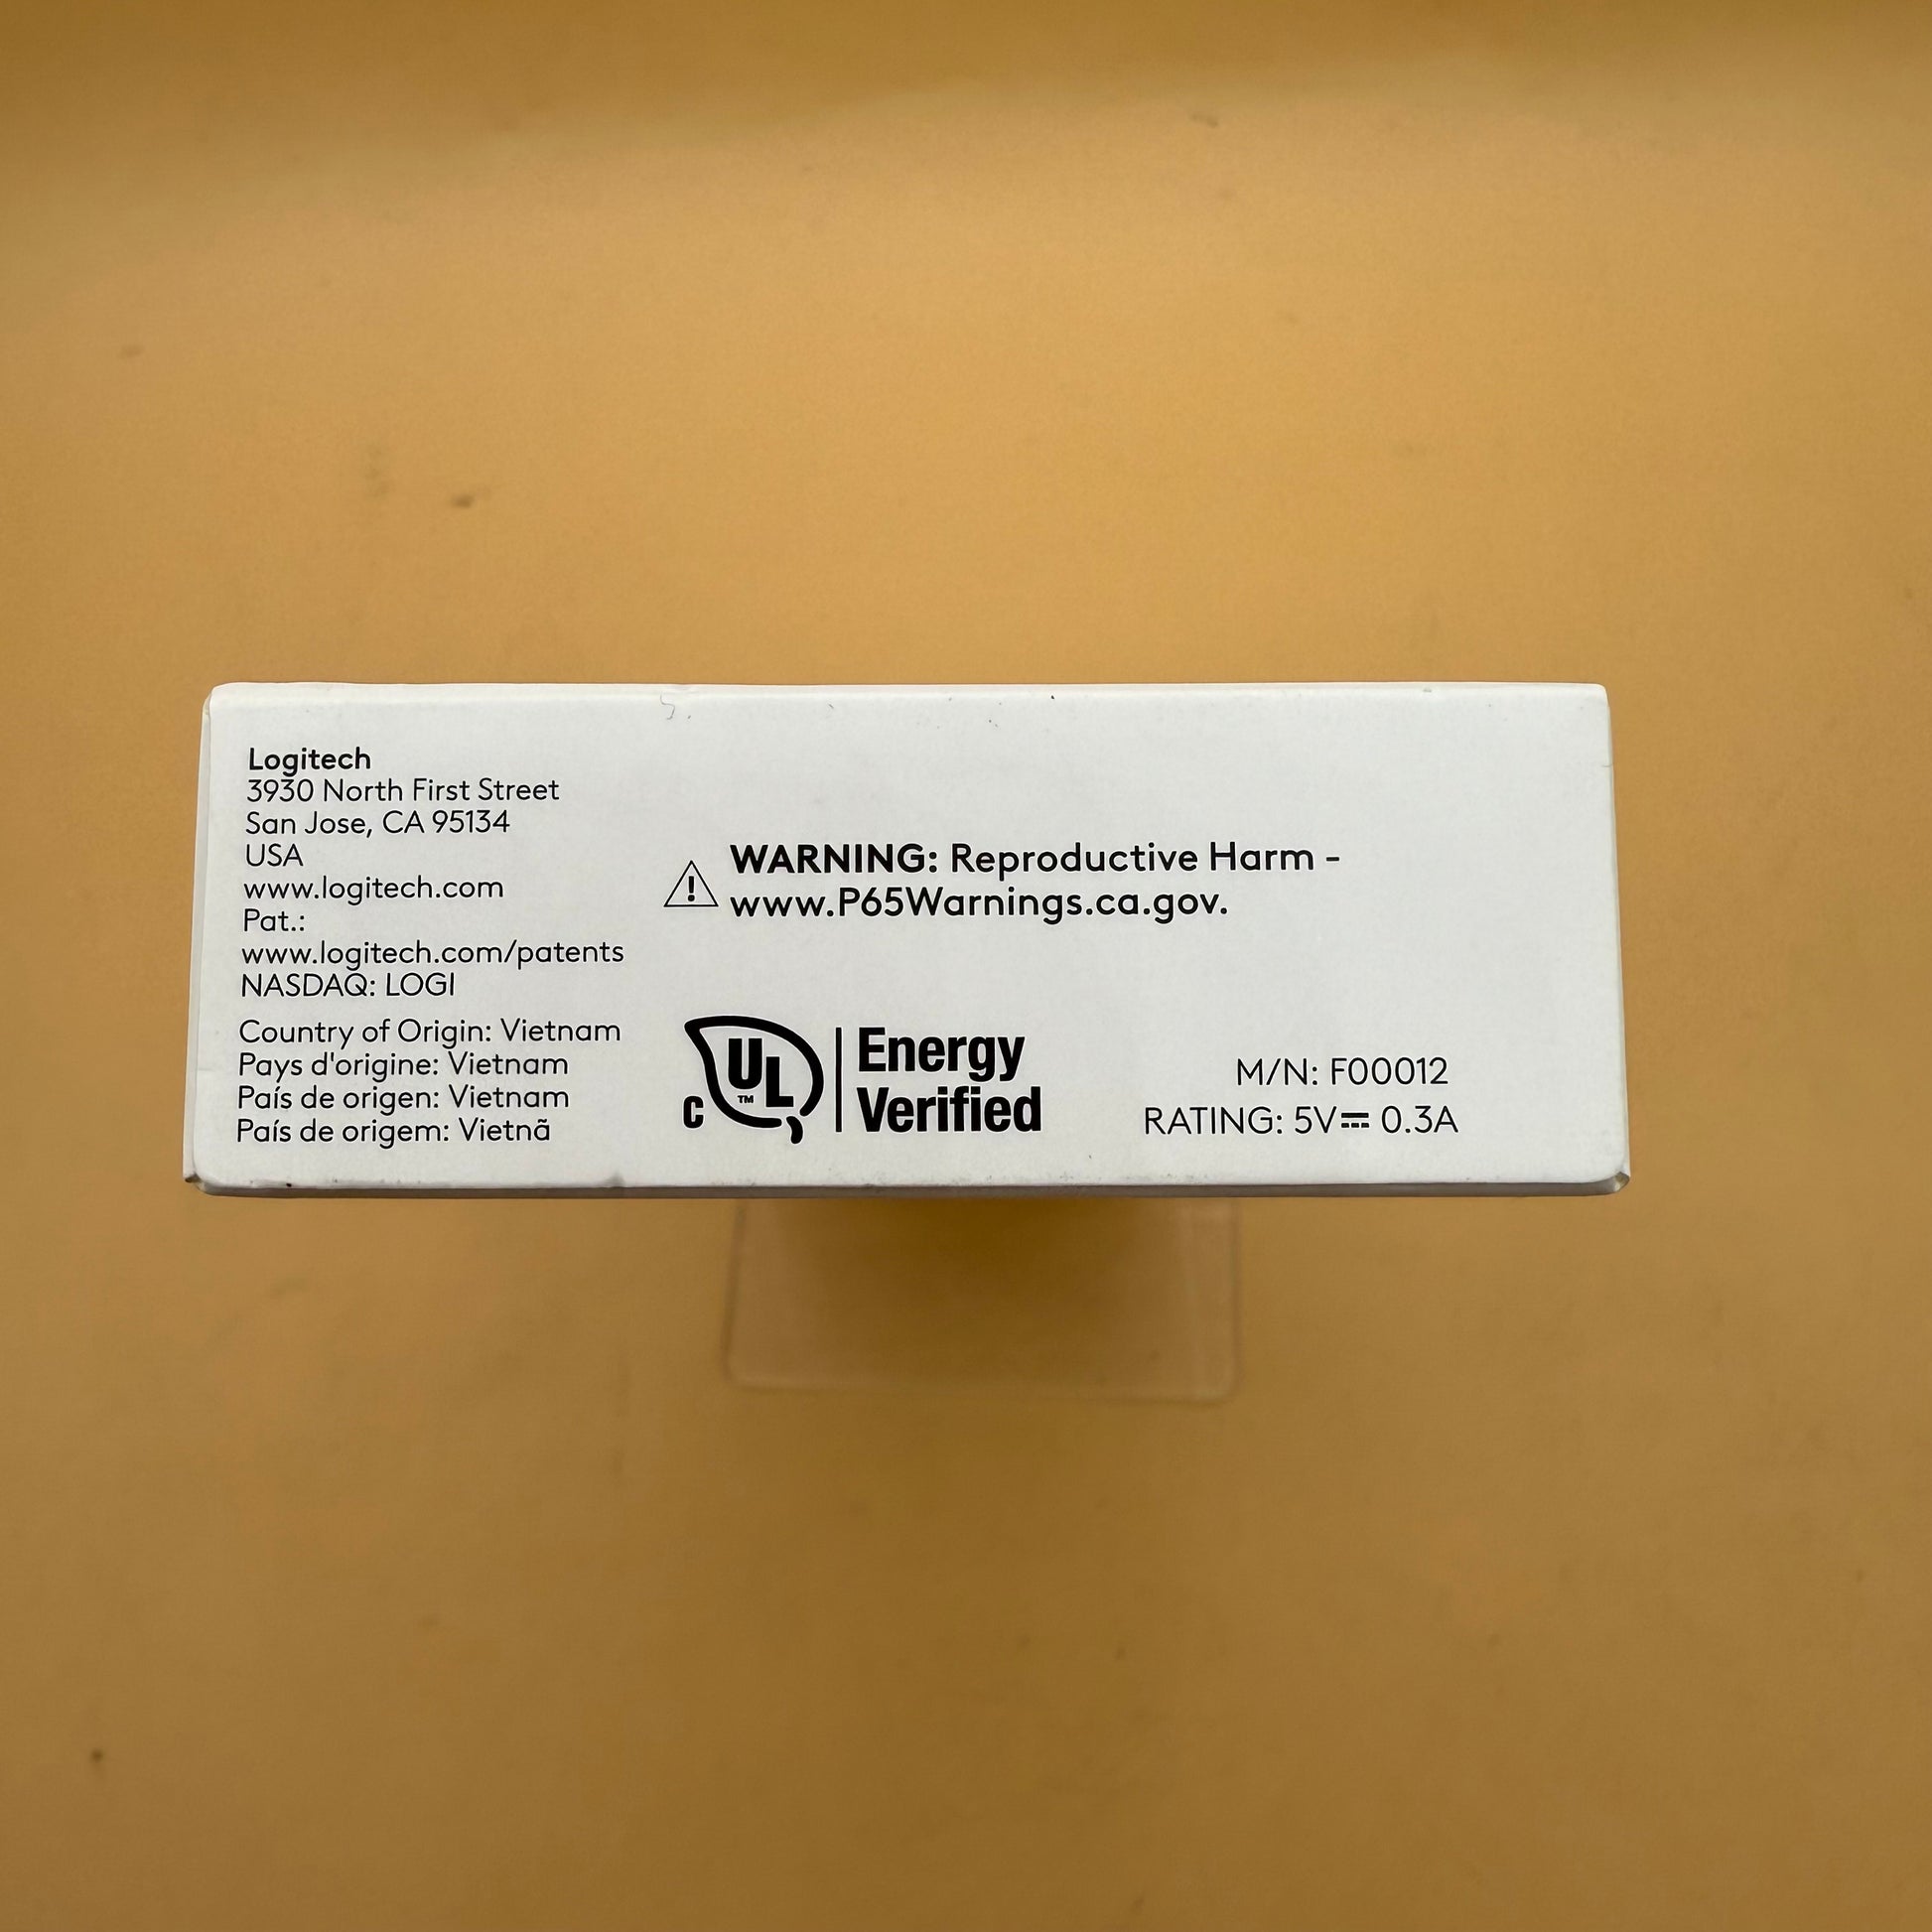 Logitech
3930 North First Street
San Jose, CA 95134
USA
www.logitech.com
Pat.:
www.logitech.com/patents
NASDAQ: LOGI
Country of Origin: Vietnam
Pays d'origine: Vietnam
País de origen: Vietnam
País de origem: Vietnã
WARNING: Reproductive Harm -
www.P65Warnings.ca.gov.
C UL ™
Energy
Verified
M/N: F00012
RATING: 5V⎓ 0.3A